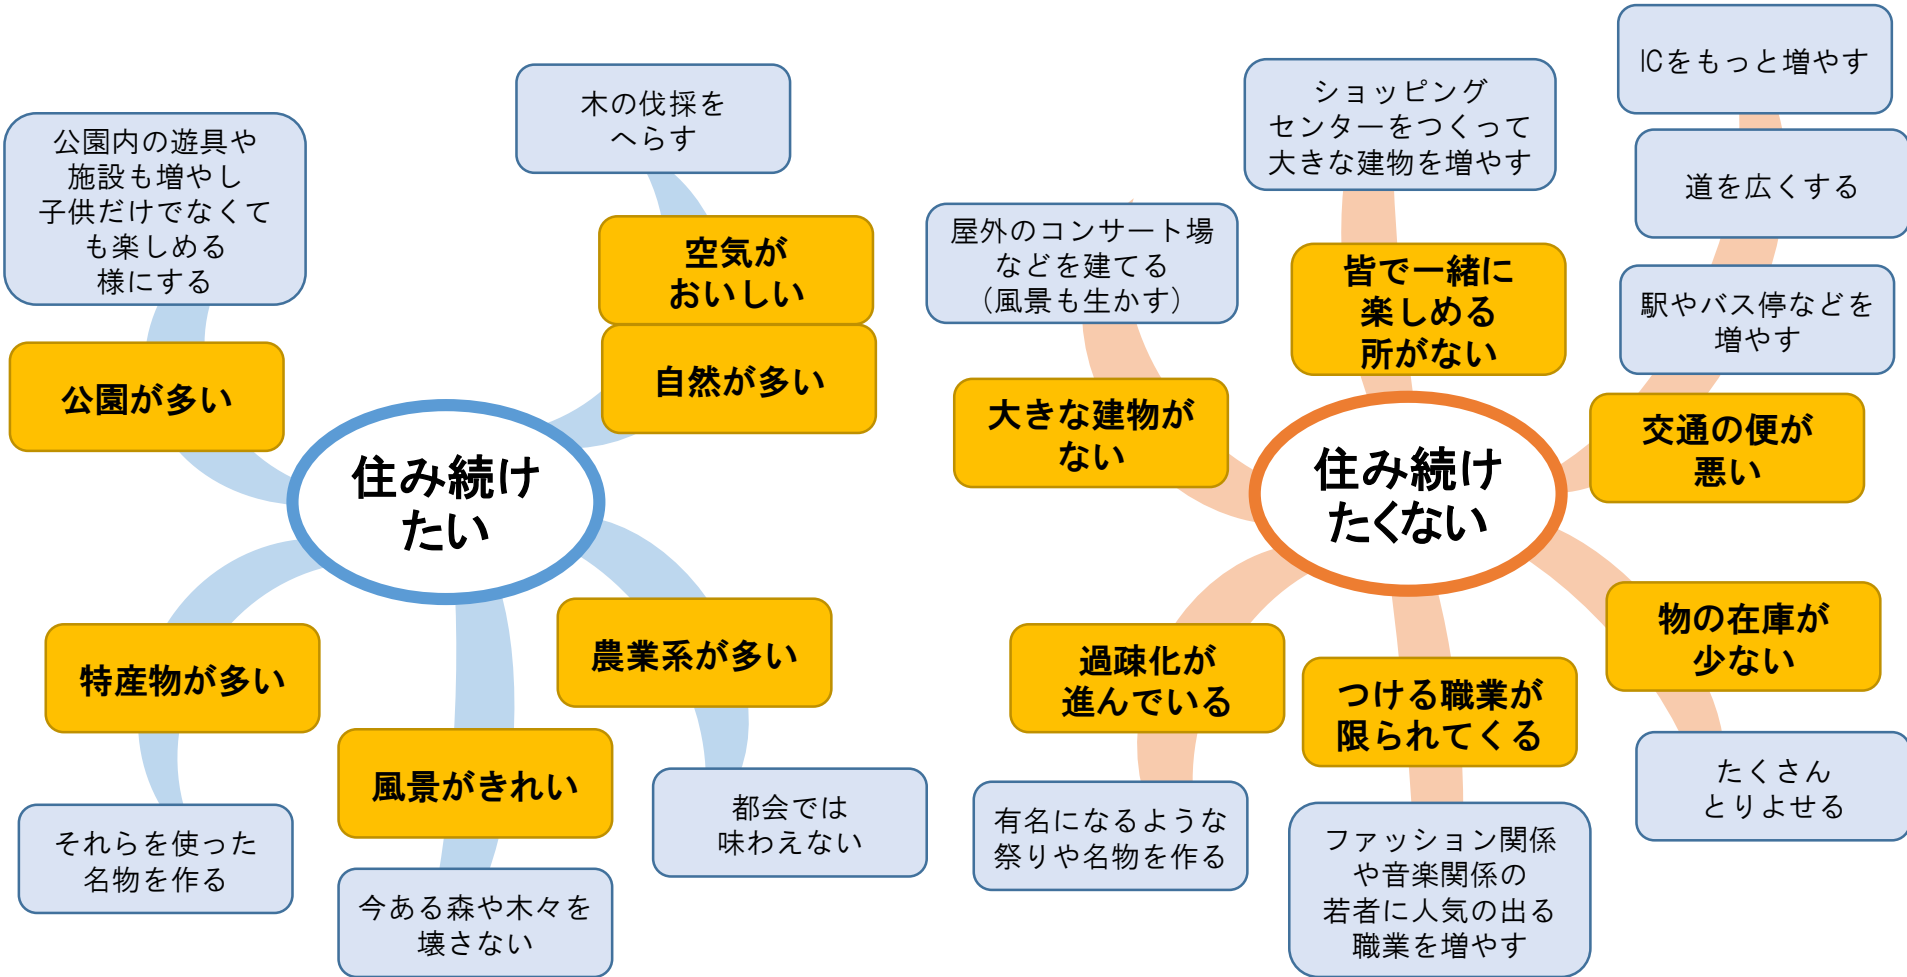 公園内の遊具や
施設も増やし
子供だけでなくて
も楽しめる
様にする
公園が多い
木の伐採を
へらす
空気が
おいしい
自然が多い
住み続け
たい
特産物が多い
それらを使った
名物を作る
風景がきれい
今ある森や木々を
壊さない
農業系が多い
都会では
味わえない
屋外のコンサート場
などを建てる
（風景も生かす）
大きな建物が
ない
ショッピング
センターをつくって
大きな建物を増やす
皆で一緒に
楽しめる
所がない
ICをもっと増やす
道を広くする
駅やバス停などを
増やす
交通の便が
悪い
住み続け
たくない
過疎化が
進んでいる
有名になるような
祭りや名物を作る
つける職業が
限られてくる
ファッション関係
や音楽関係の
若者に人気の出る
職業を増やす
物の在庫が
少ない
たくさん
とりよせる